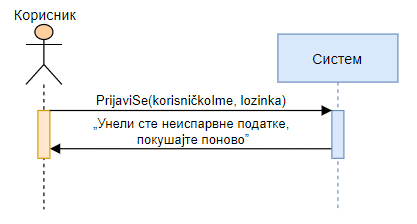 Корисник
Систем
PrijaviSe(korisničkoIme, lozinka)
„Унели сте неиспарвне податке,
покушајте поново”